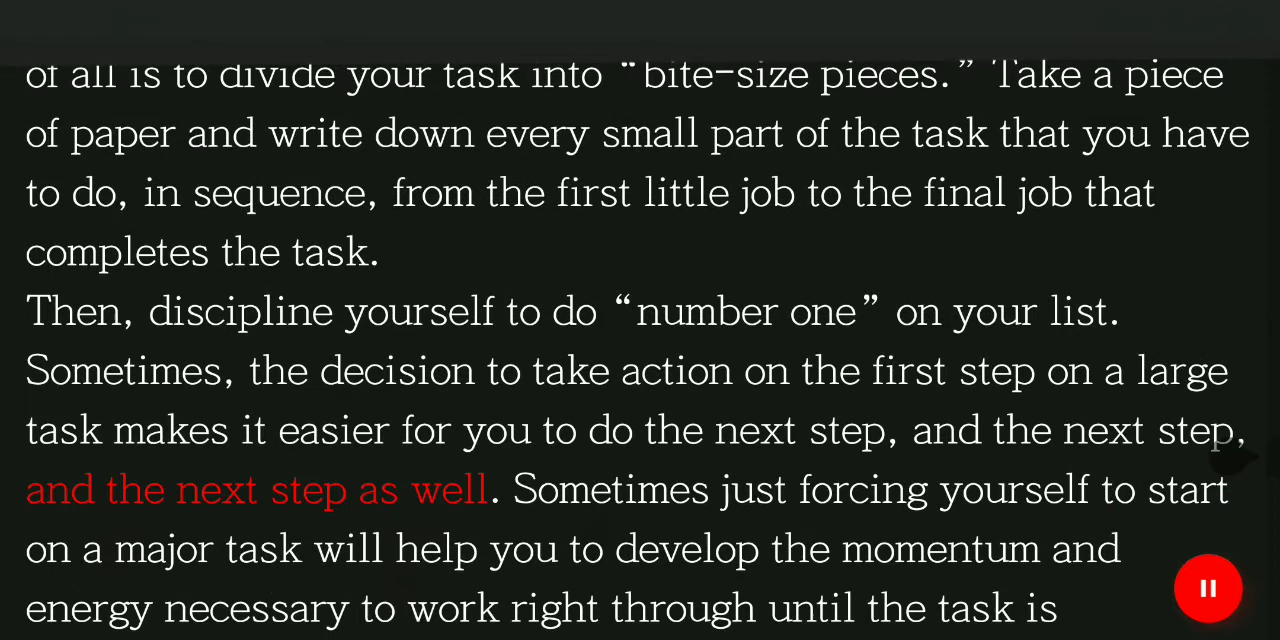 of all is to divide your task into “bite-size pieces.” Take a piece
of paper and write down every small part of the task that you have
to do, in sequence, from the first little job to the final job that
completes the task.
Then, discipline yourself to do “number one” on your list.
Sometimes, the decision to take action on the first step on a large
task makes it easier for you to do the next step, and the next step,
and the next step as well. Sometimes just forcing yourself to start
on a major task will help you to develop the momentum and
energy necessary to work right through until the task is